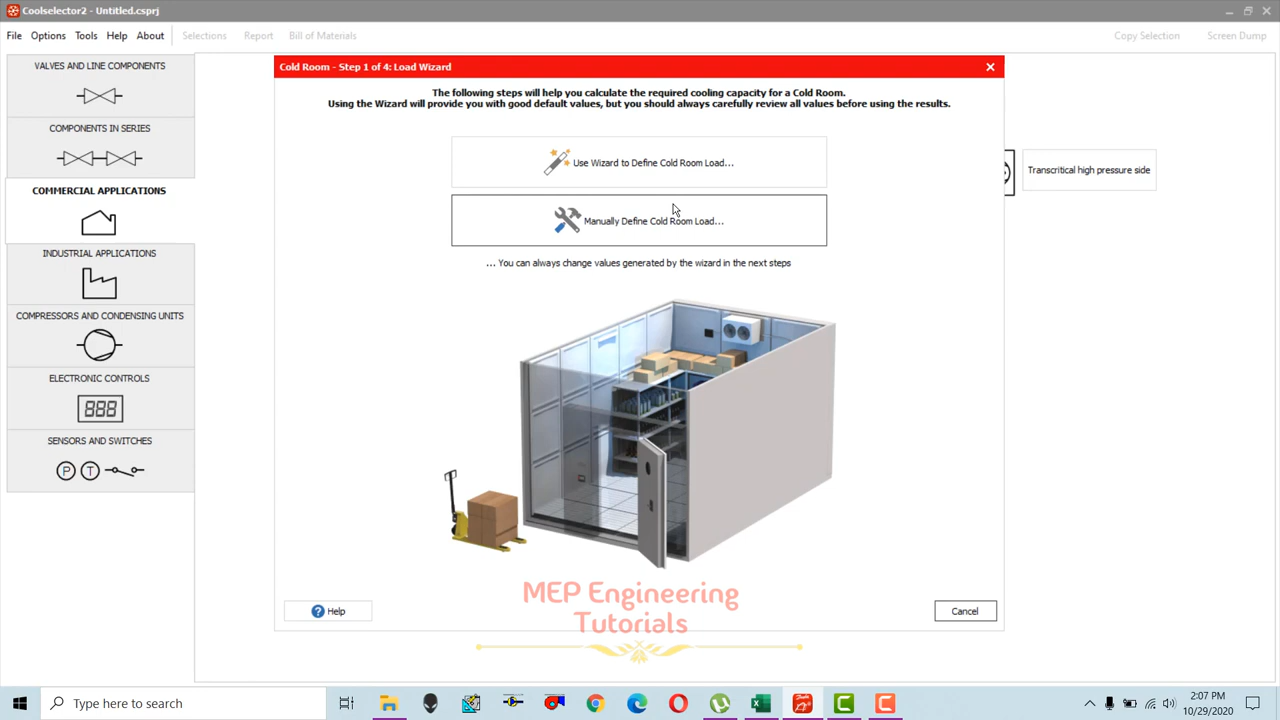 Coolselector2 - Untitled.csprj
File Options Tools Help About Selections Report Bill of Materials Copy Selection Screen Dump
VALVES AND LINE COMPONENTS
COMPONENTS IN SERIES
COMMERCIAL APPLICATIONS
INDUSTRIAL APPLICATIONS
COMPRESSORS AND CONDENSING UNITS
ELECTRONIC CONTROLS
SENSORS AND SWITCHES
P T
Cold Room - Step 1 of 4: Load Wizard
The following steps will help you calculate the required cooling capacity for a Cold Room.
Using the Wizard will provide you with good default values, but you should always carefully review all values before using the results.
Use Wizard to Define Cold Room Load...
Manually Define Cold Room Load...
... You can always change values generated by the wizard in the next steps
Transcritical high pressure side
MEP Engineering
Tutorials
Help
Cancel
Type here to search
2:07 PM
10/29/2020